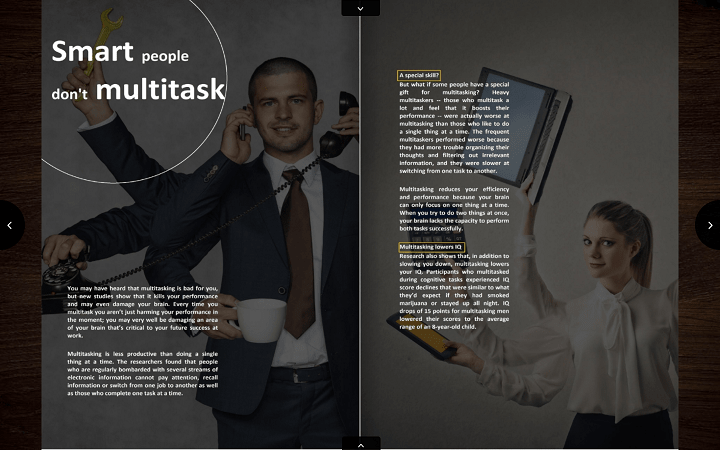 Smart people
don't multitask
You may have heard that multitasking is bad for you,
but new studies show that it kills your performance
and may even damage your brain. Every time you
multitask you aren't just harming your performance in
the moment; you may very well be damaging an area
of your brain that's critical to your future success at
work.
Multitasking is less productive than doing a single
thing at a time. The researchers found that people
who are regularly bombarded with several streams of
electronic information cannot pay attention, recall
information or switch from one job to another as well
as those who complete one task at a time.
A special skill?
But what if some people have a special
gift for multitasking? Heavy
multitaskers -- those who multitask a
lot and feel that it boosts their
performance -- were actually worse at
multitasking than those who like to do
a single thing at a time. The frequent
multitaskers performed worse because
they had more trouble organizing their
thoughts and filtering out irrelevant
information, and they were slower at
switching from one task to another.
Multitasking reduces your efficiency
and performance because your brain
can only focus on one thing at a time.
When you try to do two things at once,
your brain lacks the capacity to perform
both tasks successfully.
Multitasking lowers IQ
Research also shows that, in addition to
slowing you down, multitasking lowers
your IQ. Participants who multitasked
during cognitive tasks experienced IQ
score declines that were similar to what
they'd expect if they had smoked
marijuana or stayed up all night. IQ
drops of 15 points for multitasking men
lowered their scores to the average
range of an 8-year-old child.